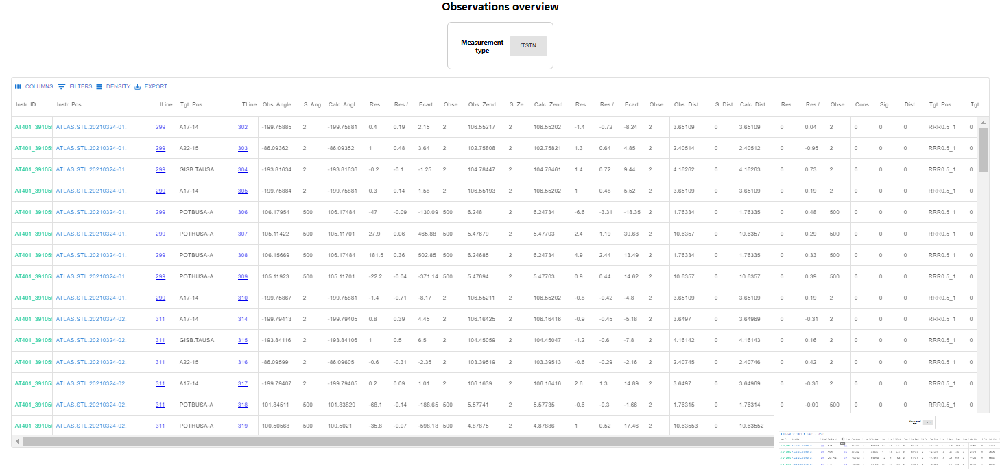 Observations overview
Measurement
type
fTSTN
COLUMNS FILTERS DENSITY EXPORT
Instr. ID Instr. Pos. ILine Tgt. Pos. TLine Obs. Angle S. Ang. Calc. Angl. Res. ... Res./... Ecart... Obse... Obs. Zend. S. Ze... Calc. Zend. Res. ... Res./... Ecart... Obse... Obs. Dist. S. Dist. Calc. Dist. Res. ... Res./... Obse... Cons... Sig. ... Dist. ... Tgt. Pos. Tgt....
AT401_39105 ATLAS.STL.20210324-01. 299 A17-14 302 -199.75885 2 -199.75881 0.4 0.19 2.15 2 106.55217 2 106.55202 -1.4 -0.72 -8.24 2 3.65109 0 3.65109 0 0.04 2 0 0 0 RRR0.5_1 0
AT401_39105 ATLAS.STL.20210324-01. 299 A22-15 303 -86.09362 2 -86.09352 1 0.48 3.64 2 102.75808 2 102.75821 1.3 0.64 4.85 2 2.40514 0 2.40512 0 -0.95 2 0 0 0 RRR0.5_1 0
AT401_39105 ATLAS.STL.20210324-01. 299 GISB.TAUSA 304 -193.81634 2 -193.81636 -0.2 -0.1 -1.25 2 104.78447 2 104.78461 1.4 0.72 9.44 2 4.16262 0 4.16263 0 0.73 2 0 0 0 RRR0.5_1 0
AT401_39105 ATLAS.STL.20210324-01. 299 A17-14 305 -199.75884 2 -199.75881 0.3 0.14 1.58 2 106.55193 2 106.55202 1 0.48 5.52 2 3.65109 0 3.65109 0 0.19 2 0 0 0 RRR0.5_1 0
AT401_39105 ATLAS.STL.20210324-01. 299 POTBUSA-A 306 106.17954 500 106.17484 -47 -0.09 -130.09 500 6.248 2 6.24734 -6.6 -3.31 -18.35 2 1.76334 0 1.76335 0 0.48 500 0 0 0 RRR0.5_1 0
AT401_39105 ATLAS.STL.20210324-01. 299 POTHUSA-A 307 105.11422 500 105.11701 27.9 0.06 465.88 500 5.47679 2 5.47703 2.4 1.19 39.68 2 10.6357 0 10.6357 0 0.29 500 0 0 0 RRR0.5_1 0
AT401_39105 ATLAS.STL.20210324-01. 299 POTBUSA-A 308 106.15669 500 106.17484 181.5 0.36 502.85 500 6.24685 2 6.24734 4.9 2.44 13.49 2 1.76334 0 1.76335 0 0.33 500 0 0 0 RRR0.5_1 0
AT401_39105 ATLAS.STL.20210324-01. 299 POTHUSA-A 309 105.11923 500 105.11701 -22.2 -0.04 -371.14 500 5.47694 2 5.47703 0.9 0.44 14.62 2 10.6357 0 10.6357 0 0.39 500 0 0 0 RRR0.5_1 0
AT401_39105 ATLAS.STL.20210324-01. 299 A17-14 310 -199.75867 2 -199.75881 -1.4 -0.71 -8.17 2 106.55211 2 106.55202 -0.8 -0.42 -4.8 2 3.65109 0 3.65109 0 0.19 2 0 0 0 RRR0.5_1 0
AT401_39105 ATLAS.STL.20210324-02. 311 A17-14 314 -199.79413 2 -199.79405 0.8 0.39 4.45 2 106.16425 2 106.16416 -0.9 -0.45 -5.18 2 3.6497 0 3.64969 0 -0.31 2 0 0 0 RRR0.5_1 0
AT401_39105 ATLAS.STL.20210324-02. 311 GISB.TAUSA 315 -193.84116 2 -193.84106 1 0.5 6.5 2 104.45059 2 104.45047 -1.2 -0.6 -7.8 2 4.16142 0 4.16143 0 0.16 2 0 0 0 RRR0.5_1 0
AT401_39105 ATLAS.STL.20210324-02. 311 A22-15 316 -86.09599 2 -86.09605 -0.6 -0.31 -2.35 2 103.39519 2 103.39513 -0.6 -0.29 -2.16 2 2.40745 0 2.40746 0 0.42 2 0 0 0 RRR0.5_1 0
AT401_39105 ATLAS.STL.20210324-02. 311 A17-14 317 -199.79407 2 -199.79405 0.2 0.09 1.01 2 106.1639 2 106.16416 2.6 1.3 14.89 2 3.6497 0 3.64969 0 -0.36 2 0 0 0 RRR0.5_1 0
AT401_39105 ATLAS.STL.20210324-02. 311 POTBUSA-A 318 101.84511 500 101.83829 -68.1 -0.14 -188.65 500 5.57741 2 5.57735 -0.6 -0.3 -1.66 2 1.76315 0 1.76314 0 -0.09 500 0 0 0 RRR0.5_1 0
AT401_39105 ATLAS.STL.20210324-02. 311 POTHUSA-A 319 100.50568 500 100.5021 -35.8 -0.07 -598.18 500 4.87875 2 4.87886 1 0.52 17.46 2 10.63553 0 10.63552